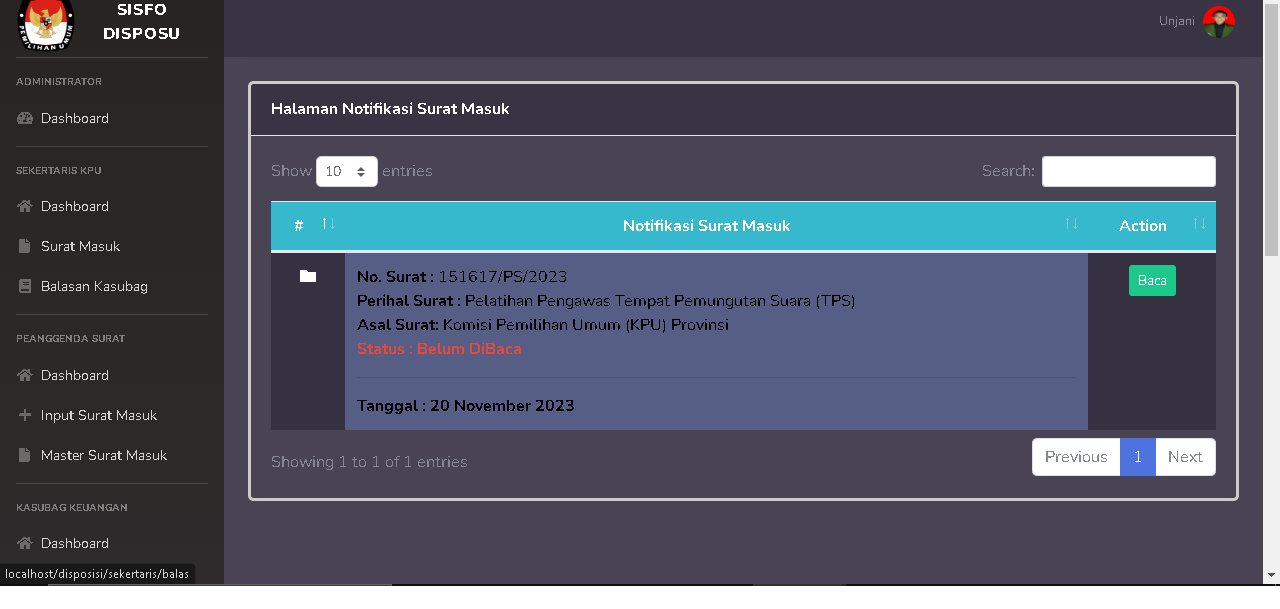 SISFO
DISPOSU
PEMILIHAN UMUM
Unjani
ADMINISTRATOR
Dashboard
SEKERTARIS KPU
Dashboard
Surat Masuk
Balasan Kasubag
PEANGGENDA SURAT
Dashboard
Input Surat Masuk
Master Surat Masuk
KASUBAG KEUANGAN
Dashboard
localhost/disposisi/sekertaris/balas
Halaman Notifikasi Surat Masuk
Show 10 entries
Search:
# Notifikasi Surat Masuk Action
No. Surat : 151617/PS/2023
Baca
Perihal Surat : Pelatihan Pengawas Tempat Pemungutan Suara (TPS)
Asal Surat: Komisi Pemilihan Umum (KPU) Provinsi
Status : Belum DiBaca
Tanggal : 20 November 2023
Showing 1 to 1 of 1 entries
Previous 1 Next